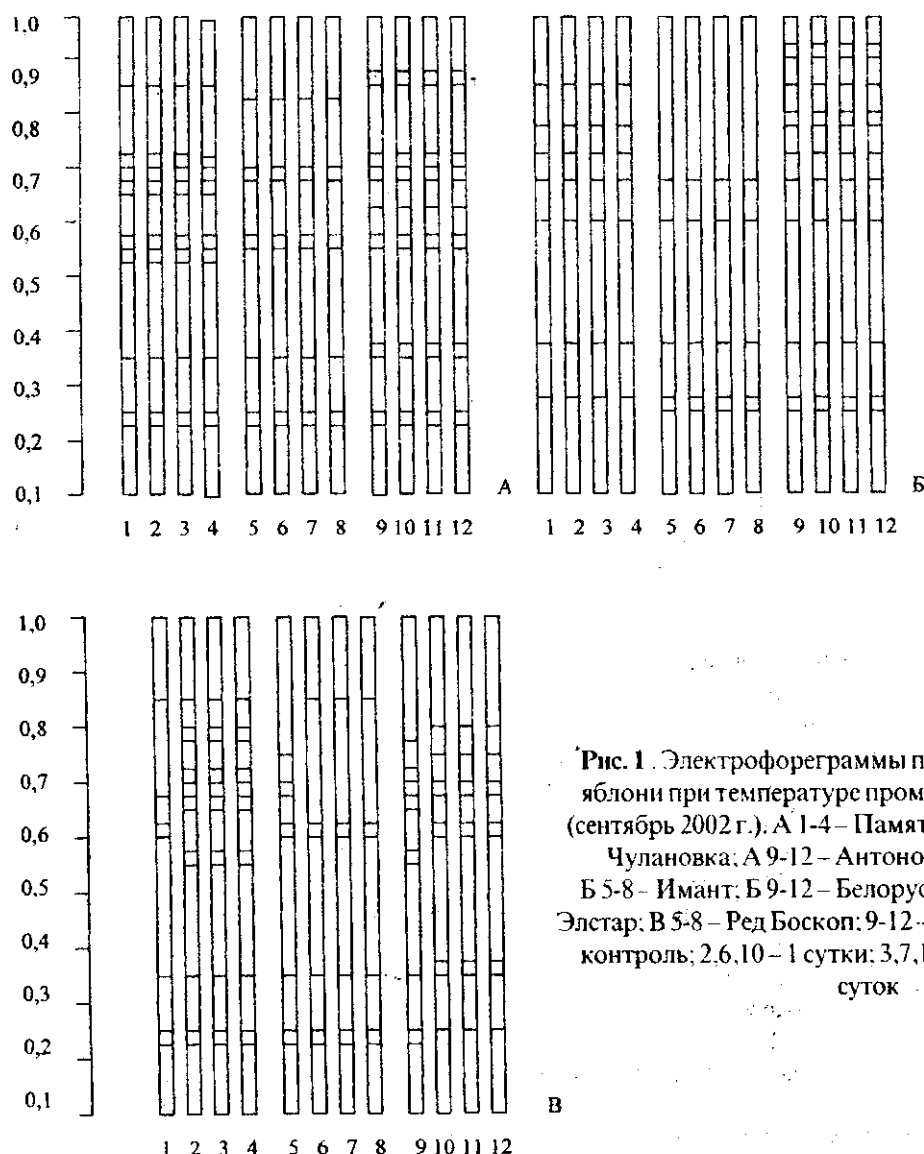 1,0
0,9
0,8
0,7
0,6
0,5
0,4
0,3
0,2
0,1
А
Б
1 2 3 4 5 6 7 8 9 10 11 12
1 2 3 4 5 6 7 8 9 10 11 12
1,0
0,9
0,8
0,7
0,6
0,5
0,4
0,3
0,2
0,1
В
1 2 3 4 5 6 7 8 9 10 11 12
Рис. 1. Электрофореграммы п
яблони при температуре пром
(сентябрь 2002 г.). А 1-4 – Памят
Чулановка; А 9-12 – Антоно
Б 5-8 – Имант; Б 9-12 – Белорус
Элстар; В 5-8 – Ред Боскоп; 9-12 –
контроль; 2,6,10 – 1 сутки; 3,7,1
суток